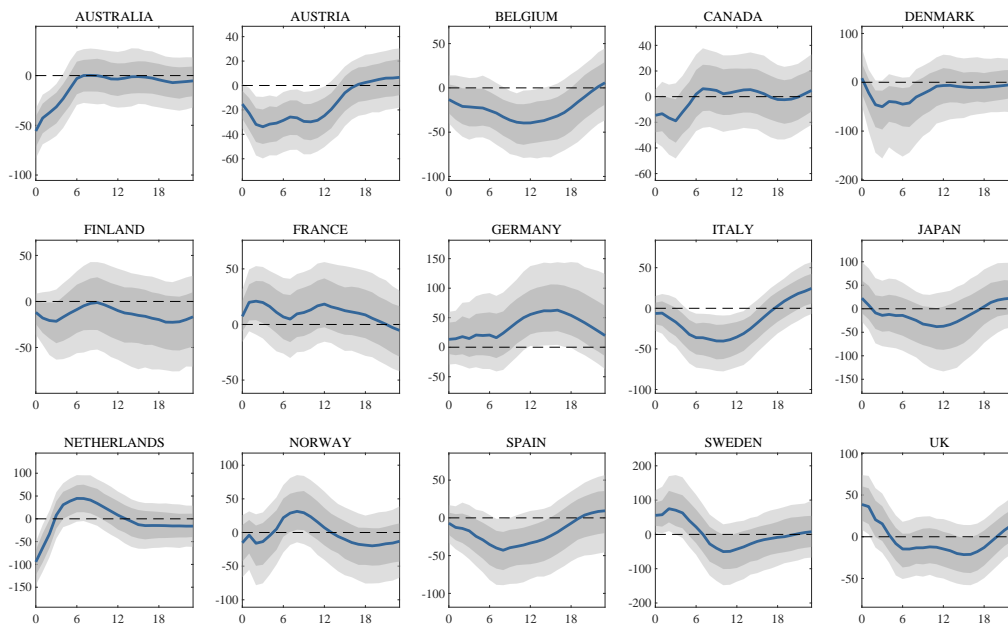 AUSTRALIA AUSTRIA BELGIUM CANADA DENMARK
0 40 50 40 100
20 20 50
0 0 0 0
-50 -20 -50 -20 -100
-40 -40
-100 -60 -100 -60 -200
0 6 12 18 0 6 12 18 0 6 12 18 0 6 12 18 0 6 12 18
FINLAND FRANCE GERMANY ITALY JAPAN
50 50 150 50 100
100 50
0 0 50 0 0
-50 0 -50 -50
-100
-50 -50 -100 -150
0 6 12 18 0 6 12 18 0 6 12 18 0 6 12 18 0 6 12 18
NETHERLANDS NORWAY SPAIN SWEDEN UK
100 100 50 200 100
50 50 100 50
0 0 0 0 0
-50 -50 -50 -100 -50
-100
-150 -100 -100 -200
0 6 12 18 0 6 12 18 0 6 12 18 0 6 12 18 0 6 12 18